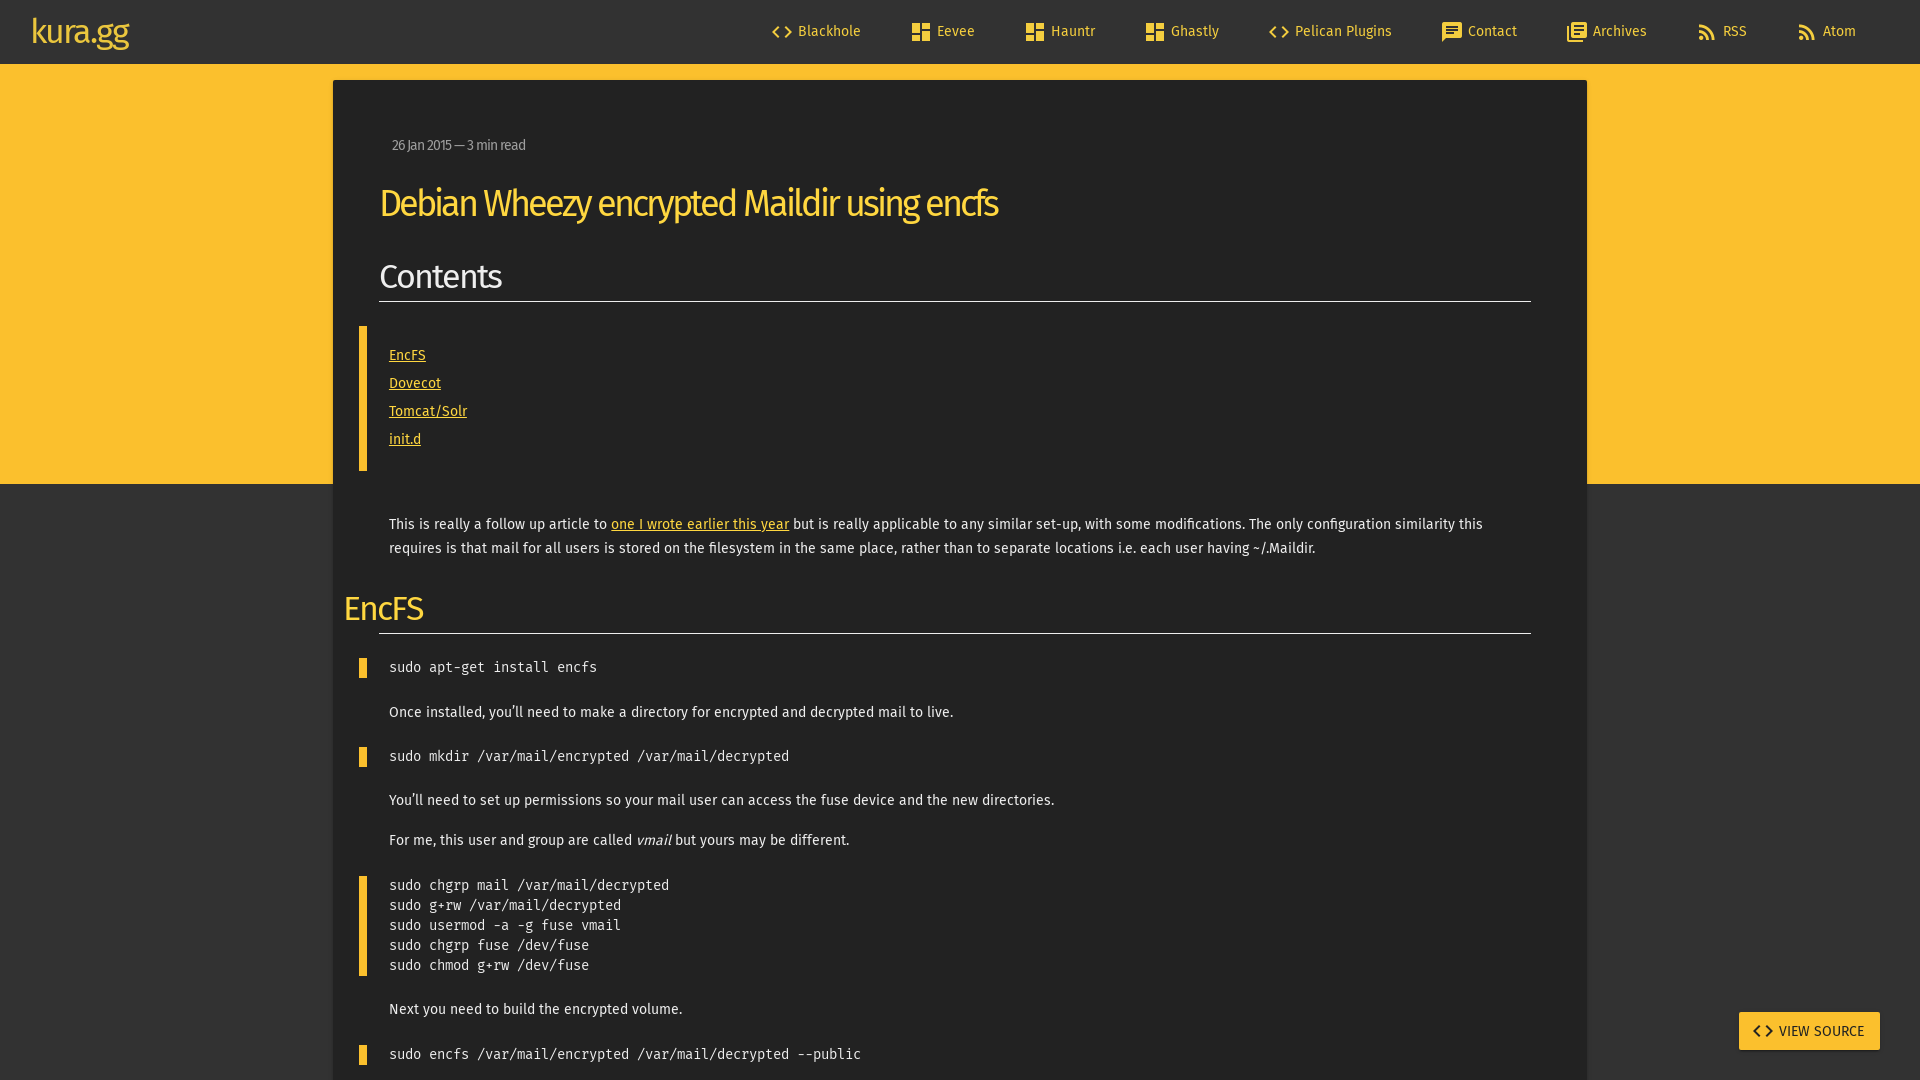 kura.gg
Blackhole
Eevee
Hauntr
Ghastly
Pelican Plugins
Contact
Archives
RSS
Atom
26 Jan 2015 — 3 min read
Debian Wheezy encrypted Maildir using encfs
Contents
EncFS
Dovecot
Tomcat/Solr
init.d
This is really a follow up article to one I wrote earlier this year but is really applicable to any similar set-up, with some modifications. The only configuration similarity this
requires is that mail for all users is stored on the filesystem in the same place, rather than to separate locations i.e. each user having ~/.Maildir.
EncFS
sudo apt-get install encfs
Once installed, you’ll need to make a directory for encrypted and decrypted mail to live.
sudo mkdir /var/mail/encrypted /var/mail/decrypted
You’ll need to set up permissions so your mail user can access the fuse device and the new directories.
For me, this user and group are called vmail but yours may be different.
sudo chgrp mail /var/mail/decrypted
sudo g+rw /var/mail/decrypted
sudo usermod -a -g fuse vmail
sudo chgrp fuse /dev/fuse
sudo chmod g+rw /dev/fuse
Next you need to build the encrypted volume.
sudo encfs /var/mail/encrypted /var/mail/decrypted --public
VIEW SOURCE